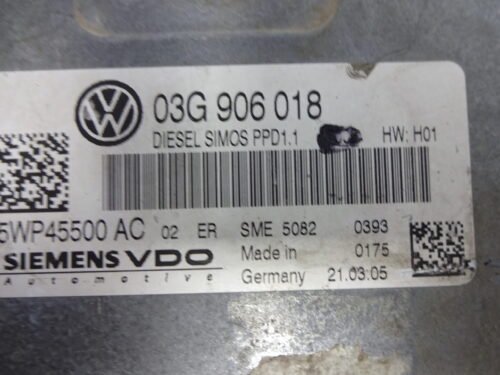 03G 906 018
DIESEL SIMOS PPD1.1 HW: H01
5WP45500 AC 02 ER SME 5082 0393
SIEMENS VDO Made in 0175
Automotive Germany 21.03.05